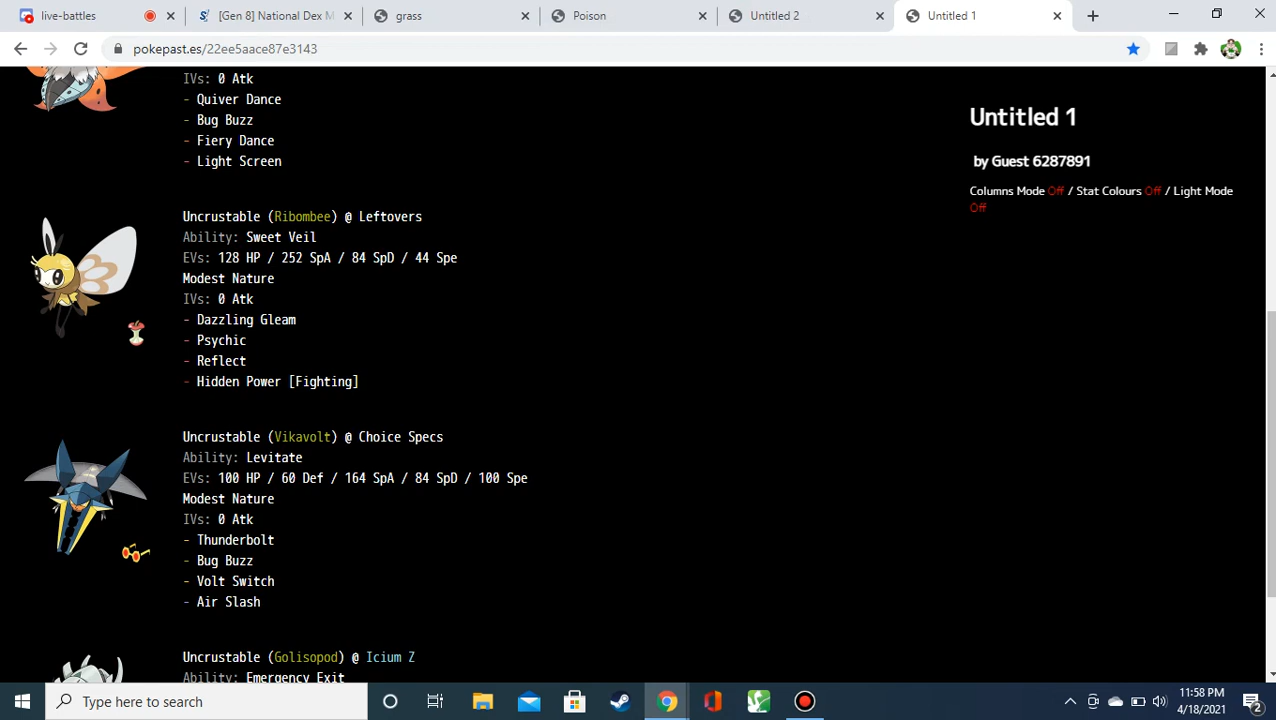 live-battles
[Gen 8] National Dex M
grass
Poison
Untitled 2
Untitled 1
pokepast.es/22ee5aace87e3143
IVs: 0 Atk
- Quiver Dance
- Bug Buzz
- Fiery Dance
- Light Screen
Untitled 1
by Guest 6287891
Columns Mode Off / Stat Colours Off / Light Mode
Off
Uncrustable (Ribombee) @ Leftovers
Ability: Sweet Veil
EVs: 128 HP / 252 SpA / 84 SpD / 44 Spe
Modest Nature
IVs: 0 Atk
- Dazzling Gleam
- Psychic
- Reflect
- Hidden Power [Fighting]
Uncrustable (Vikavolt) @ Choice Specs
Ability: Levitate
EVs: 100 HP / 60 Def / 164 SpA / 84 SpD / 100 Spe
Modest Nature
IVs: 0 Atk
- Thunderbolt
- Bug Buzz
- Volt Switch
- Air Slash
Uncrustable (Golisopod) @ Icium Z
Ability: Emergency Exit
Type here to search
11:58 PM
4/18/2021
2